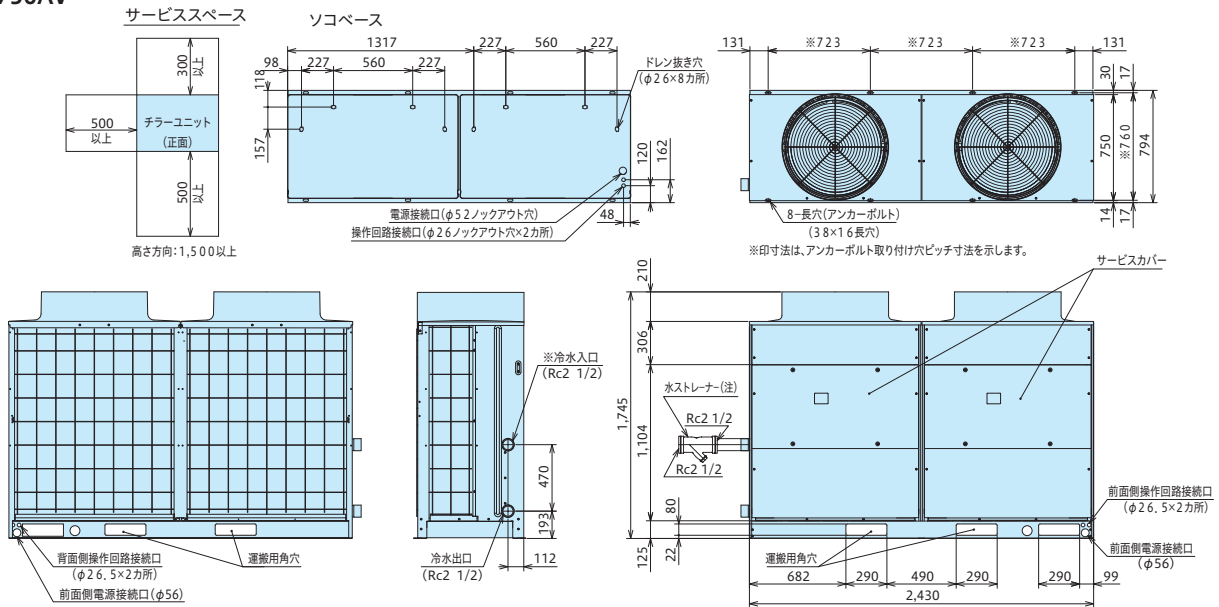 サービススペース
300
以上
500
以上
チラーユニット
(正面)
500
以上
高さ方向:1,500以上
ソコベース
1317
227
560
227
98
227
560
227
118
157
ドレン抜き穴
(φ26×8カ所)
120
162
48
電源接続口(φ52ノックアウト穴)
操作回路接続口(φ26ノックアウト穴×2カ所)
131
※723
※723
※723
131
30
17
750
※760
794
14
17
8-長穴(アンカーボルト)
(38×16長穴)
※印寸法は、アンカーボルト取り付け穴ピッチ寸法を示します。
背面側操作回路接続口
(φ26.5×2カ所)
前面側電源接続口(φ56)
運搬用角穴
※冷水入口
(Rc2 1/2)
470
193
冷水出口
(Rc2 1/2)
112
サービスカバー
210
306
1,745
1,104
水ストレーナー(注)
Rc2 1/2
Rc2 1/2
80
125
22
運搬用角穴
前面側操作回路接続口
(φ26.5×2カ所)
前面側電源接続口
(φ56)
682
290
490
290
290
99
2,430